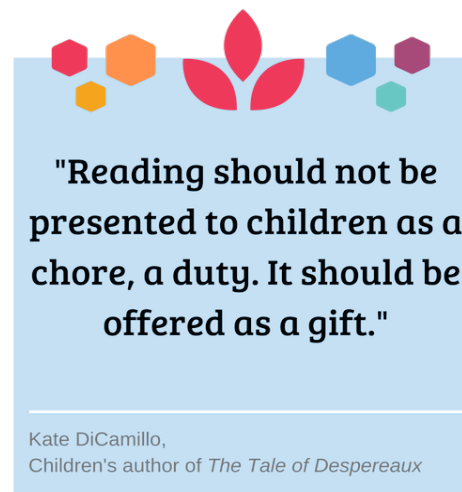 "Reading should not be
presented to children as a
chore, a duty. It should be
offered as a gift."
Kate DiCamillo,
Children's author of The Tale of Despereaux